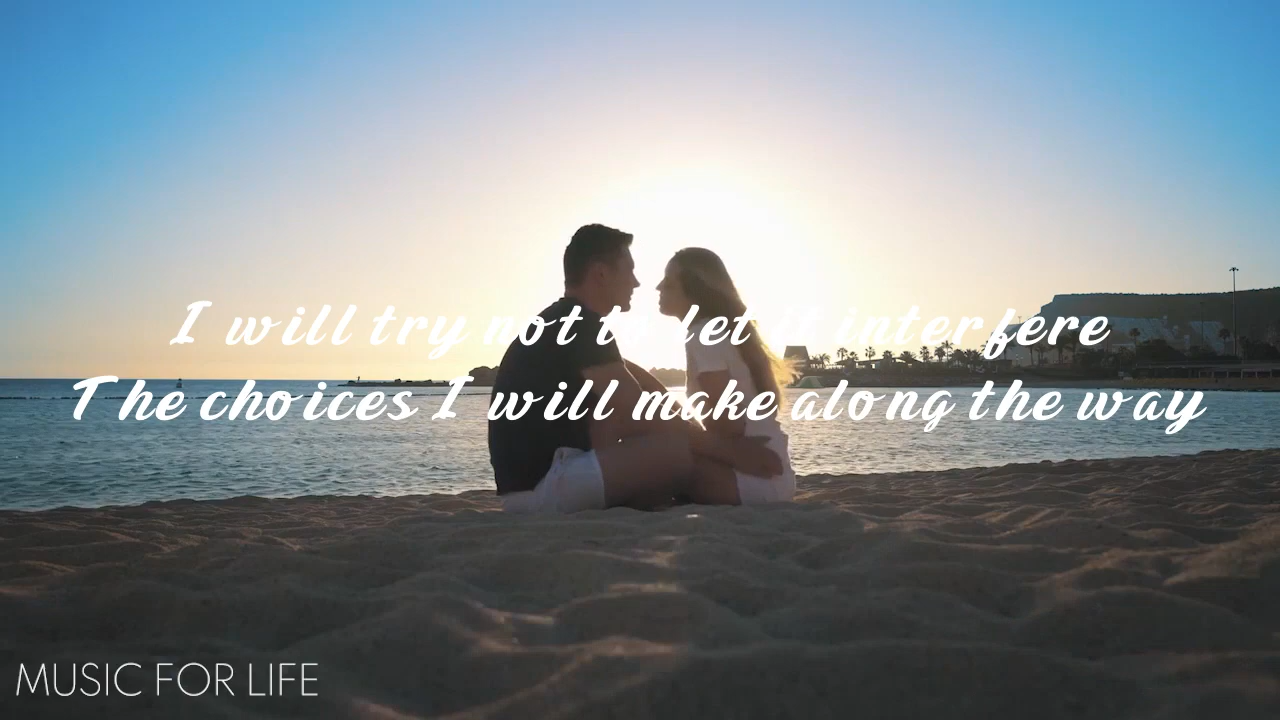 I will try not to let it interfere
The choices I will make along the way
MUSIC FOR LIFE